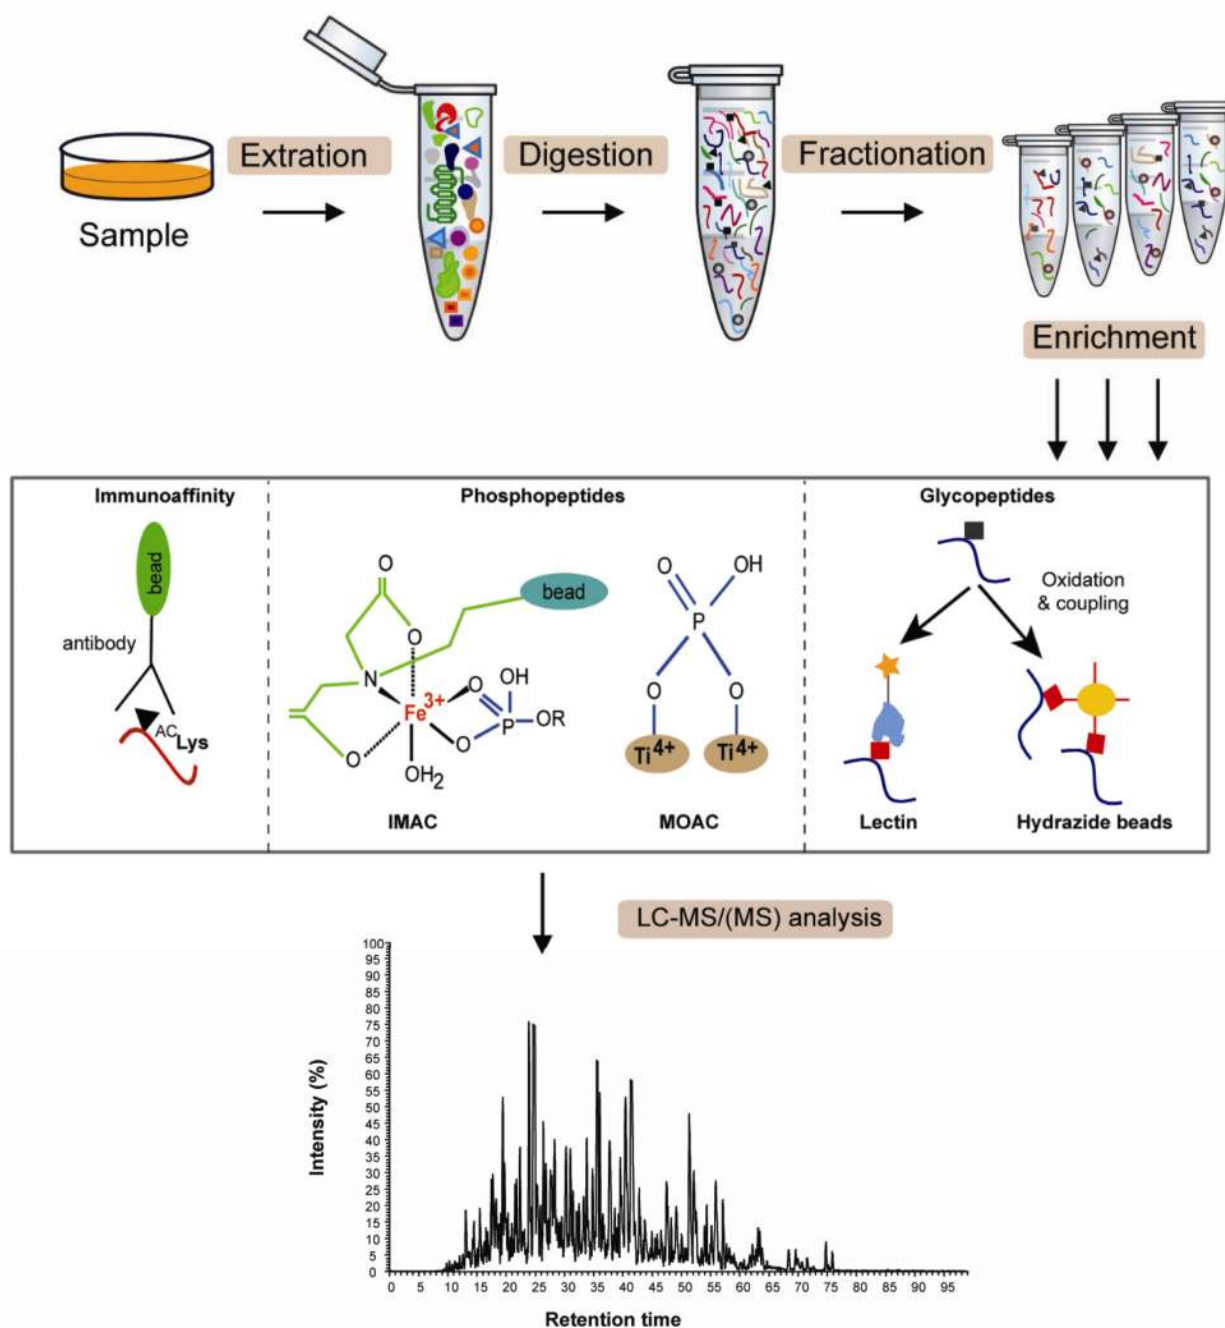 Extration
Digestion
Fractionation
Sample
Enrichment
Immunoaffinity
bead
antibody
AC Lys
Phosphopeptides
O
O
bead
N
Fe3+
O
OH
P
OR
O
O
OH2
IMAC
O
OH
P
O
O
Ti4+
Ti4+
MOAC
Glycopeptides
Oxidation
& coupling
Lectin
Hydrazide beads
LC-MS/(MS) analysis
Intensity (%)
100
95
90
85
80
75
70
65
60
55
50
45
40
35
30
25
20
15
10
5
0
0 5 10 15 20 25 30 35 40 45 50 55 60 65 70 75 80 85 90 95
Retention time